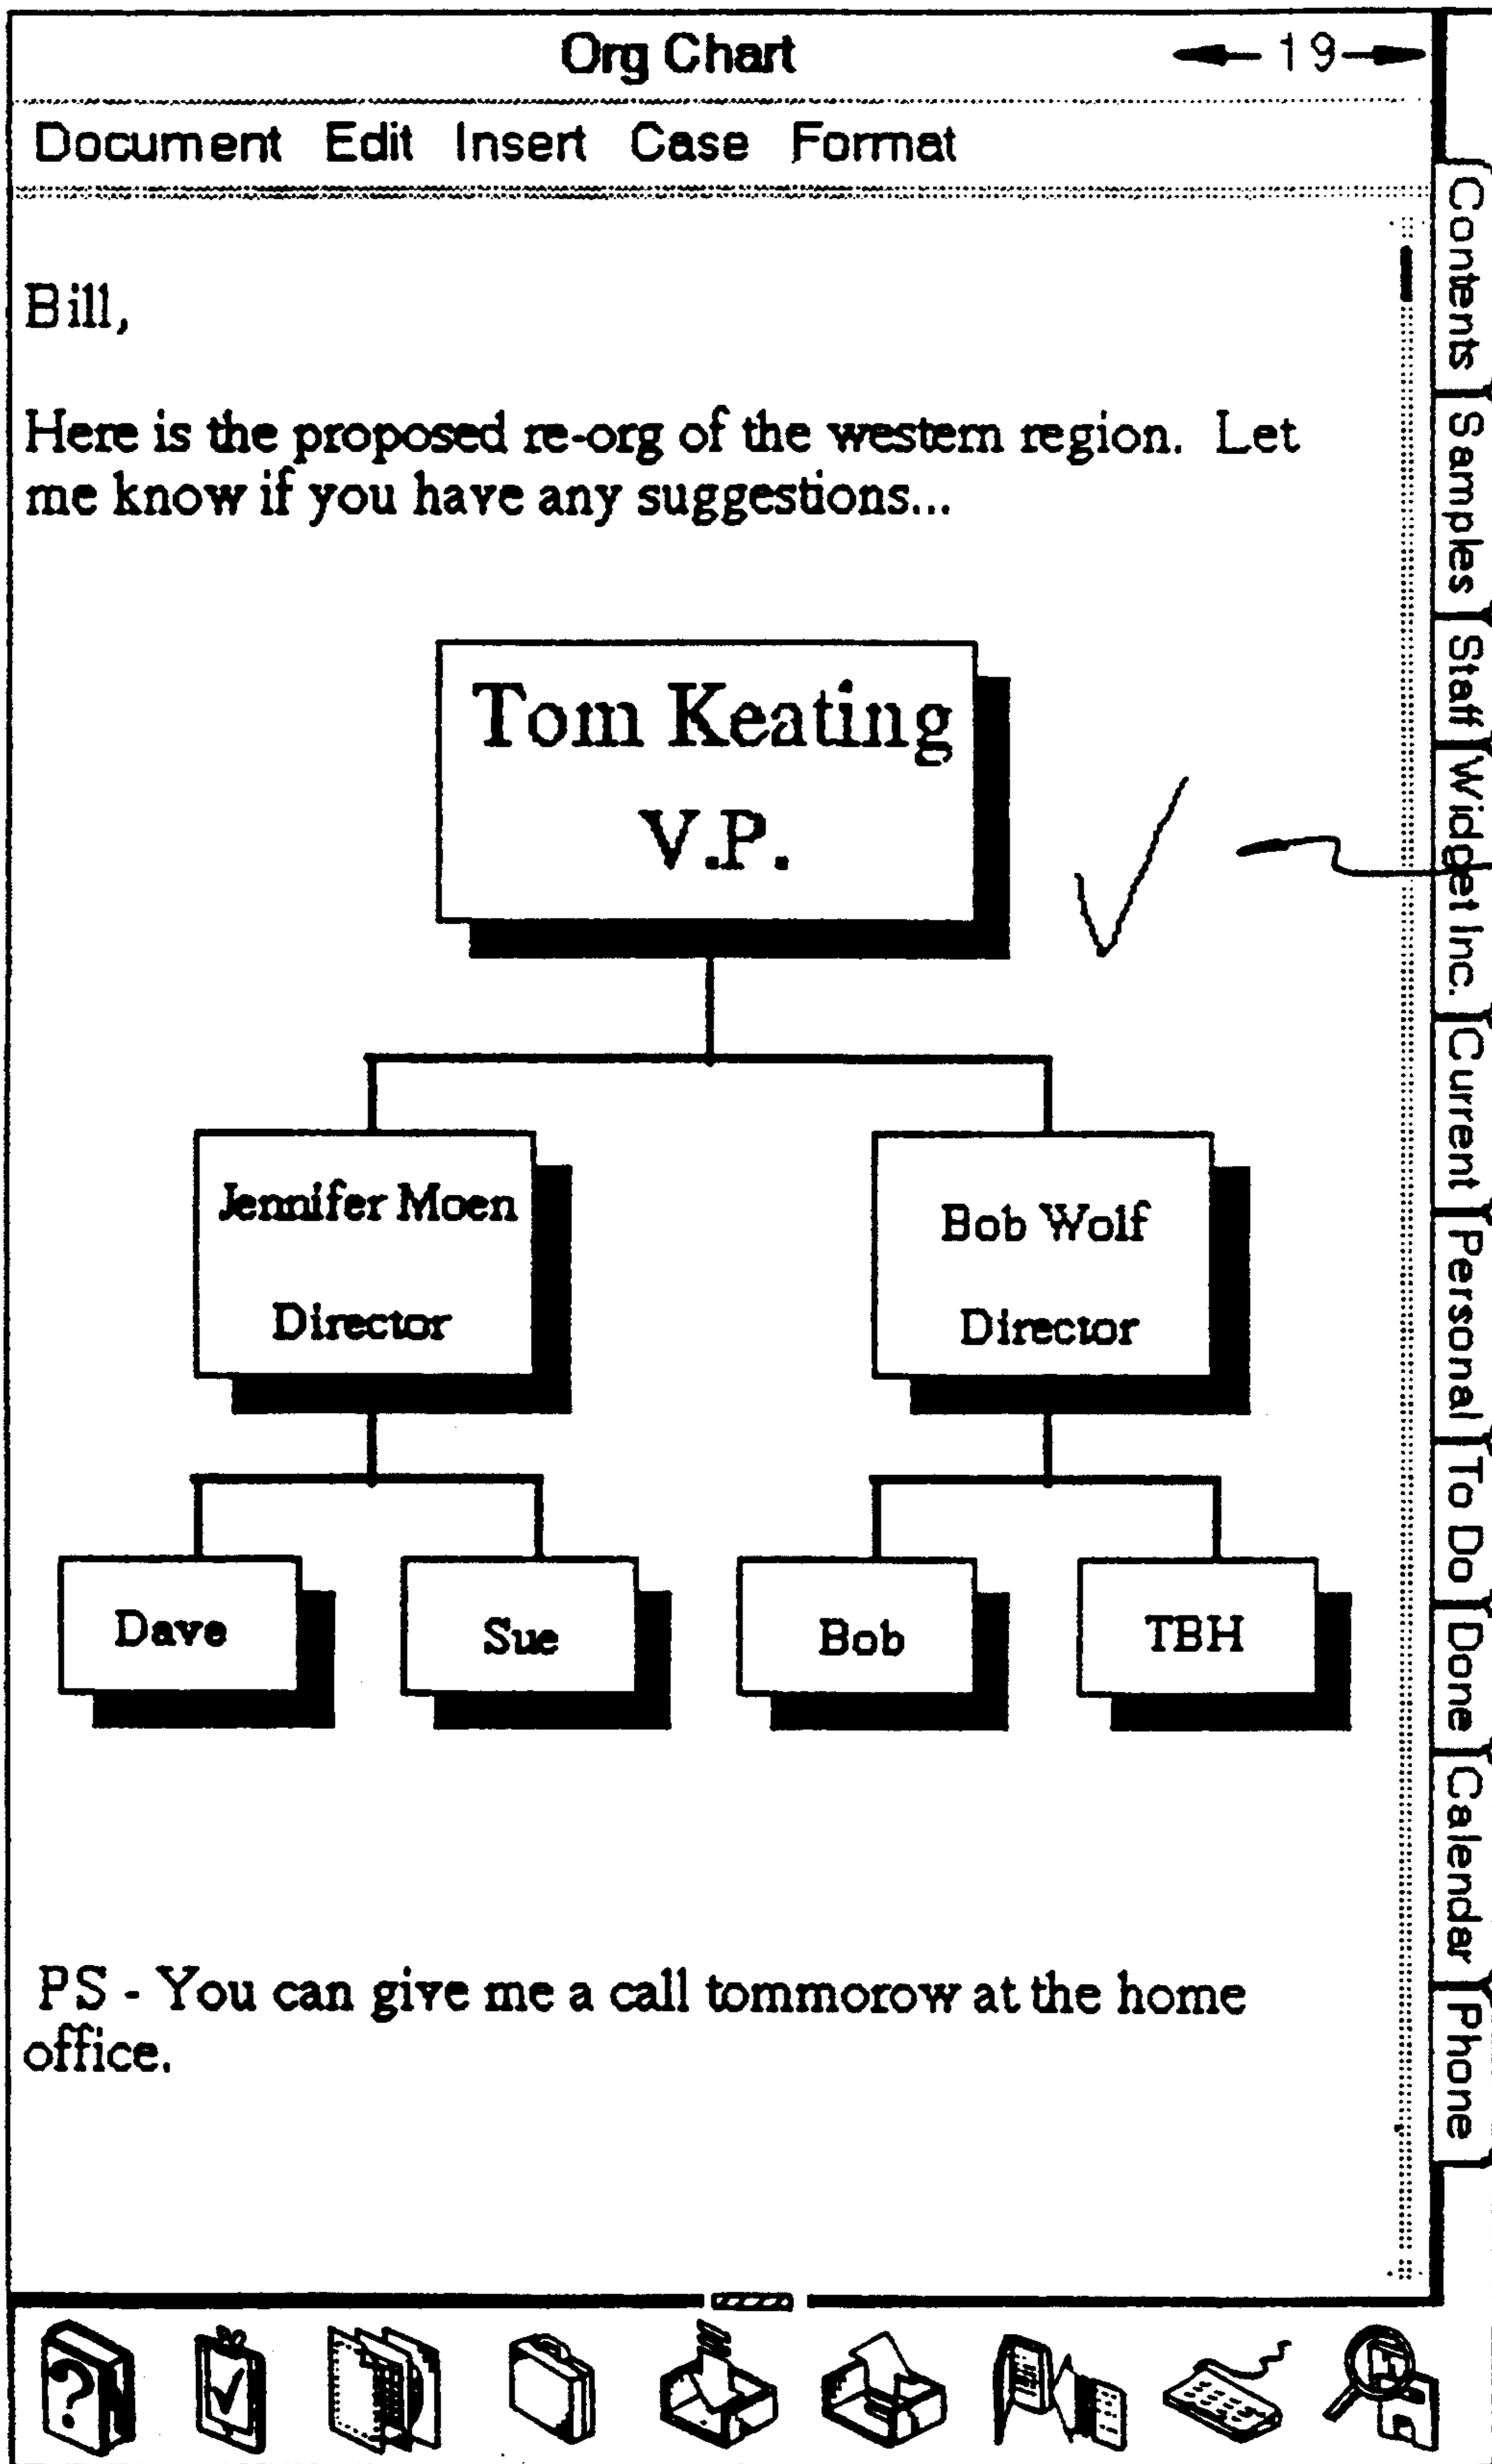 Org Chart
19
Document Edit Insert Case Format
Bill,
Here is the proposed re-org of the western region. Let
me know if you have any suggestions...
Tom Keating
V.P.
Jennifer Moen
Director
Bob Wolf
Director
Dave
Sue
Bob
TBH
PS - You can give me a call tommorow at the home
office.
Contents
Samples
Staff
Widget Inc.
Current
Personal
To Do
Done
Calendar
Phone
?